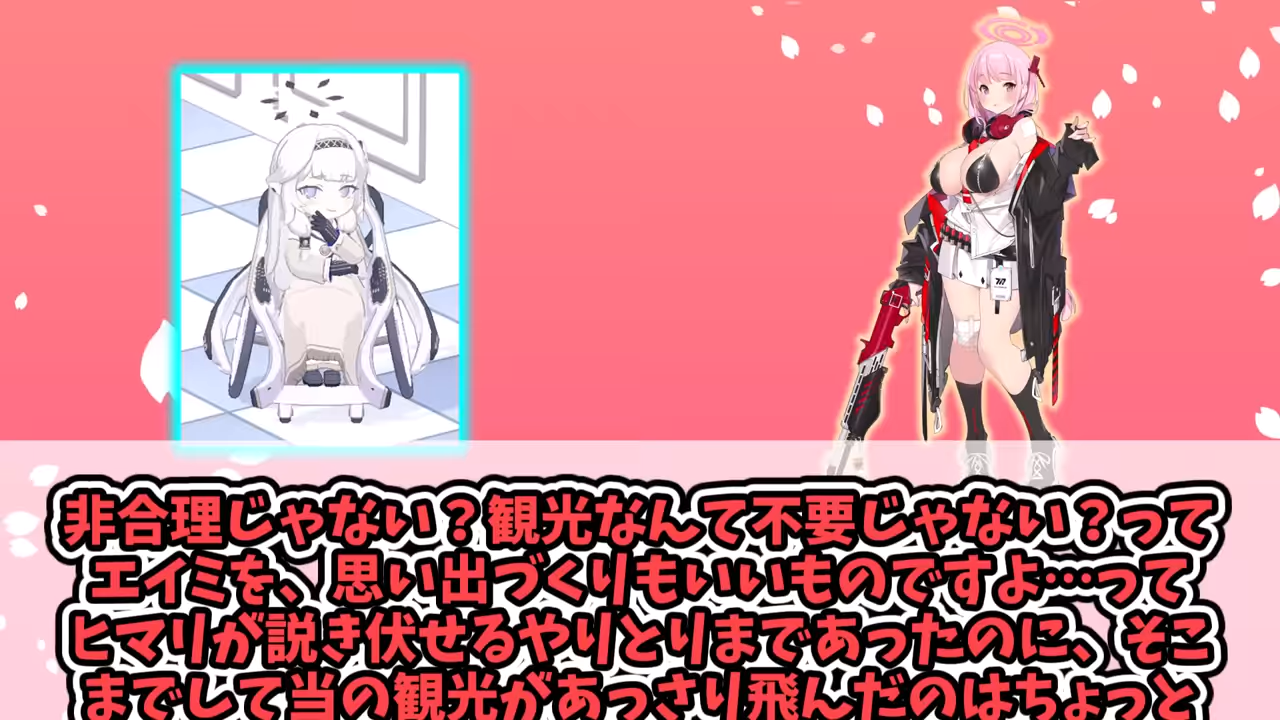 非合理じゃない？観光なんて不要じゃない？って
エイミを、思い出づくりもいいものですよ…って
ヒマリが説き伏せるやりとりまであったのに、そこ
までして当の観光があっさり飛んだのはちょっと